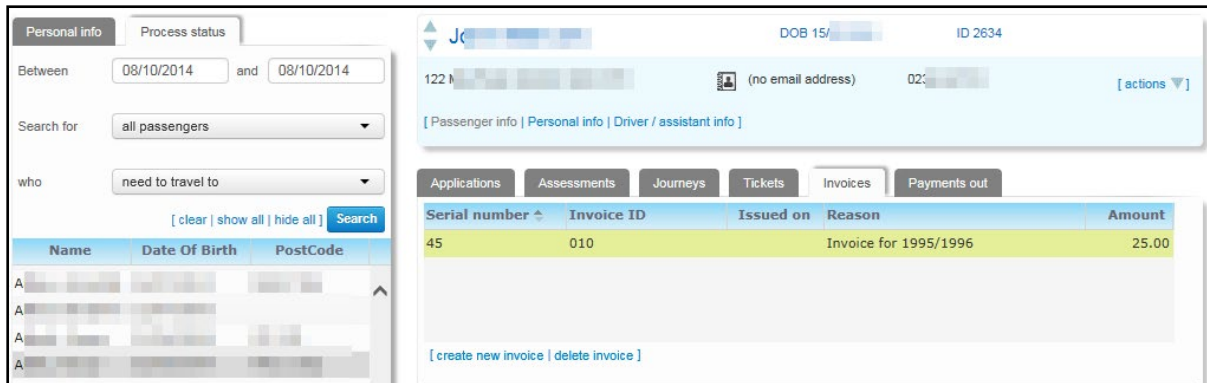 Personal info Process status
Between 08/10/2014 and 08/10/2014
Search for all passengers
who need to travel to
[ clear | show all | hide all ] Search
Name Date Of Birth PostCode
A
A
A
A
DOB 15/ ID 2634
122 (no email address) [ actions ]
[ Passenger info | Personal info | Driver / assistant info ]
Applications Assessments Journeys Tickets Invoices Payments out
Serial number Invoice ID Issued on Reason Amount
45 010 Invoice for 1995/1996 25.00
[ create new invoice | delete invoice ]